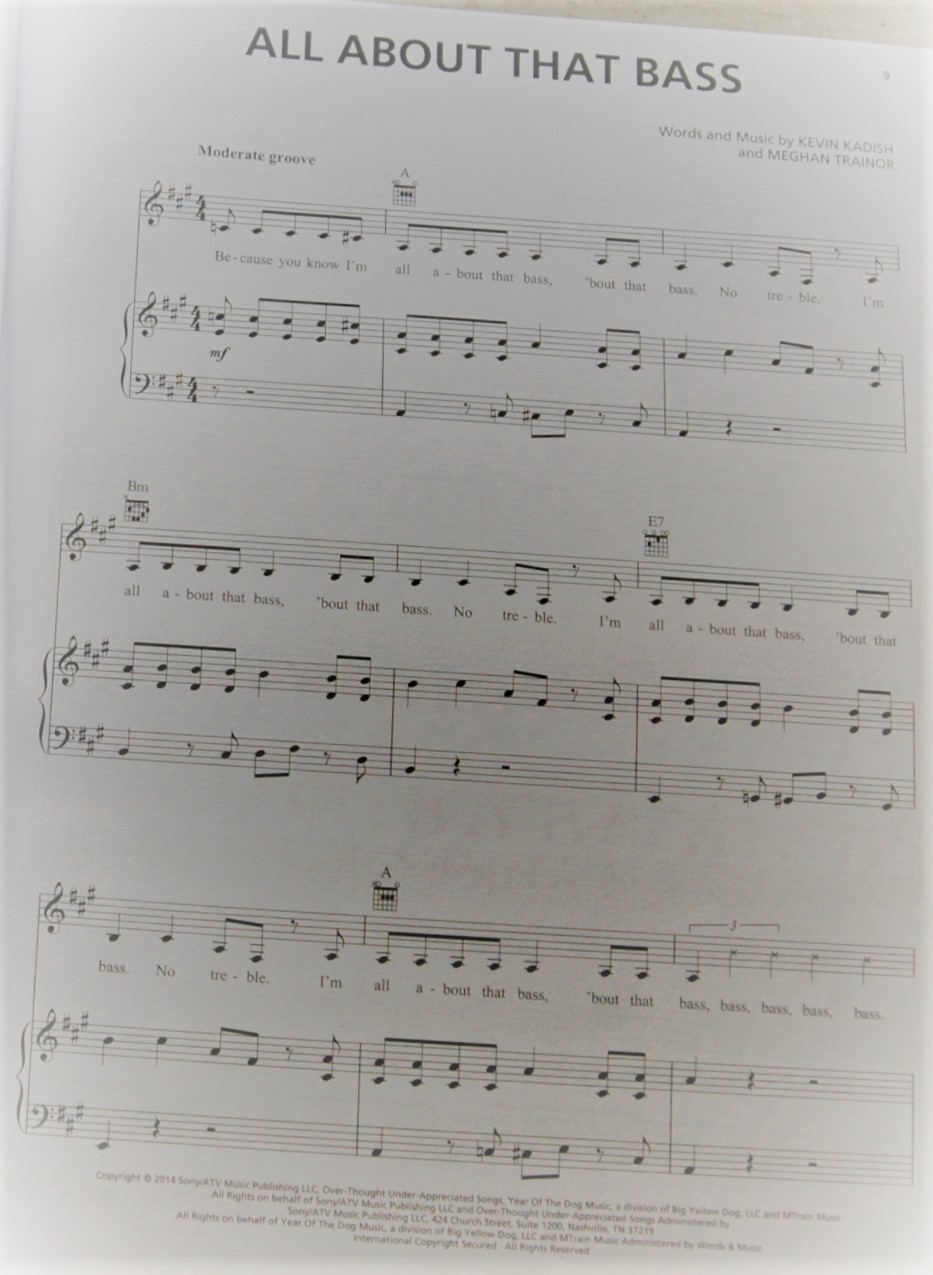 ALL ABOUT THAT BASS
9
Words and Music by KEVIN KADISH
and MEGHAN TRAINOR
Moderate groove
A
Be - cause you know I'm all a - bout that bass, 'bout that bass. No tre - ble. I'm
mf
Bm E7
all a - bout that bass, 'bout that bass. No tre - ble. I'm all a - bout that bass, 'bout that
A
3
bass. No tre - ble. I'm all a - bout that bass, 'bout that bass, bass, bass, bass, bass.
Copyright © 2014 Sony/ATV Music Publishing LLC, Over-Thought Under-Appreciated Songs, Year Of The Dog Music, a division of Big Yellow Dog, LLC and MTrain Music
All Rights on behalf of Sony/ATV Music Publishing LLC and Over-Thought Under-Appreciated Songs Administered by
Sony/ATV Music Publishing LLC, 424 Church Street, Suite 1200, Nashville, TN 37219
All Rights on behalf of Year Of The Dog Music, a division of Big Yellow Dog, LLC and MTrain Music Administered by Words & Music
International Copyright Secured All Rights Reserved